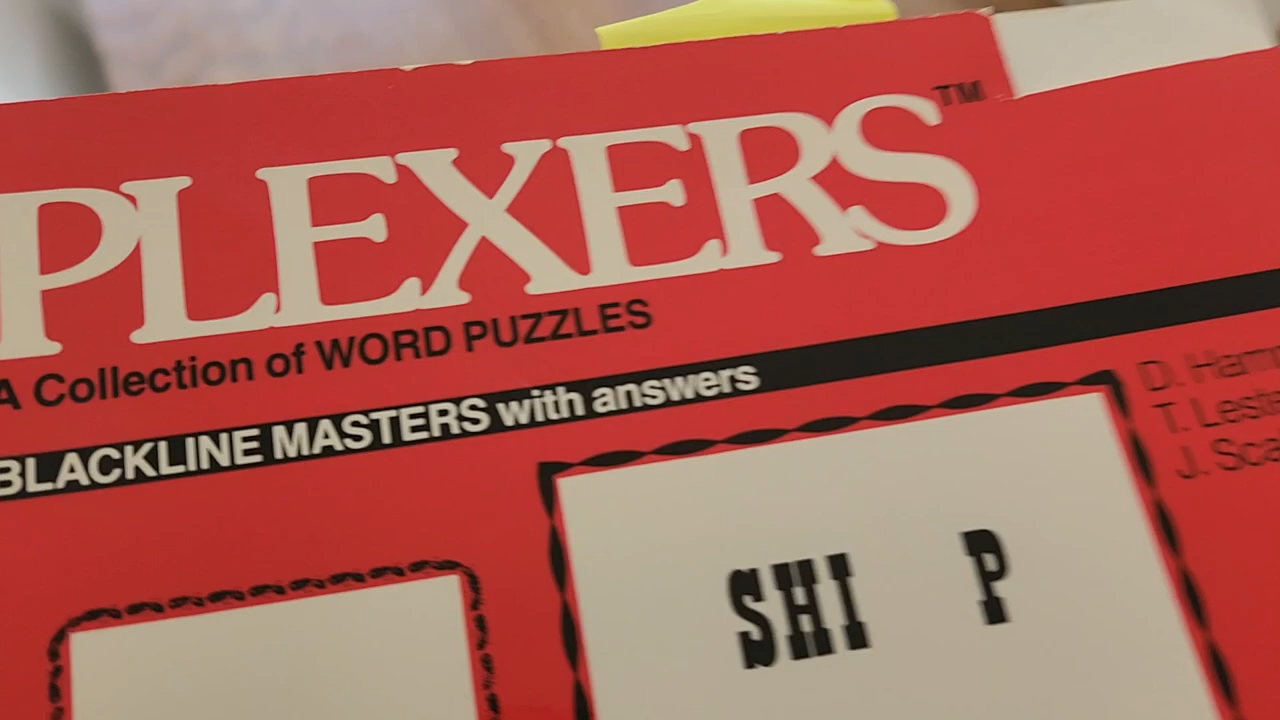 PLEXERS™
A Collection of WORD PUZZLES
BLACKLINE MASTERS with answers
D.
T.
J.
SHI P